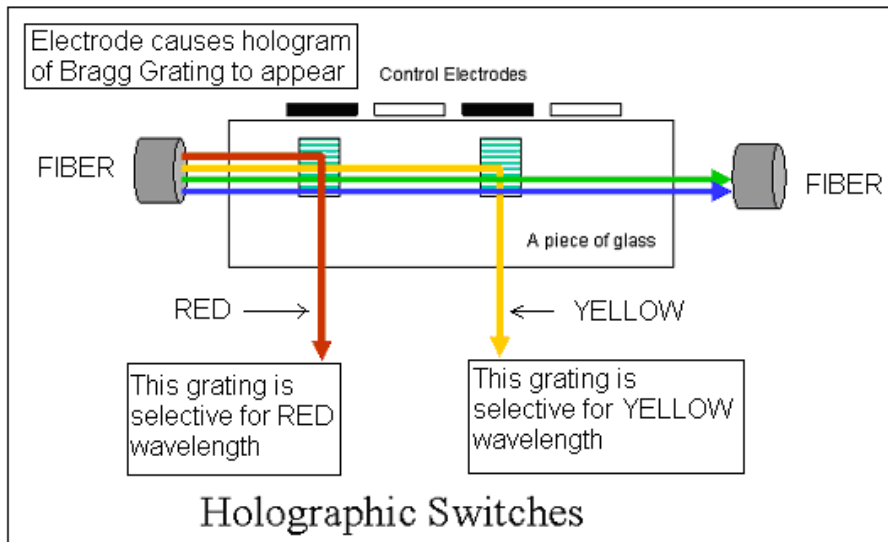 Electrode causes hologram
of Bragg Grating to appear
Control Electrodes
FIBER
FIBER
A piece of glass
RED
YELLOW
This grating is
selective for RED
wavelength
This grating is
selective for YELLOW
wavelength
Holographic Switches